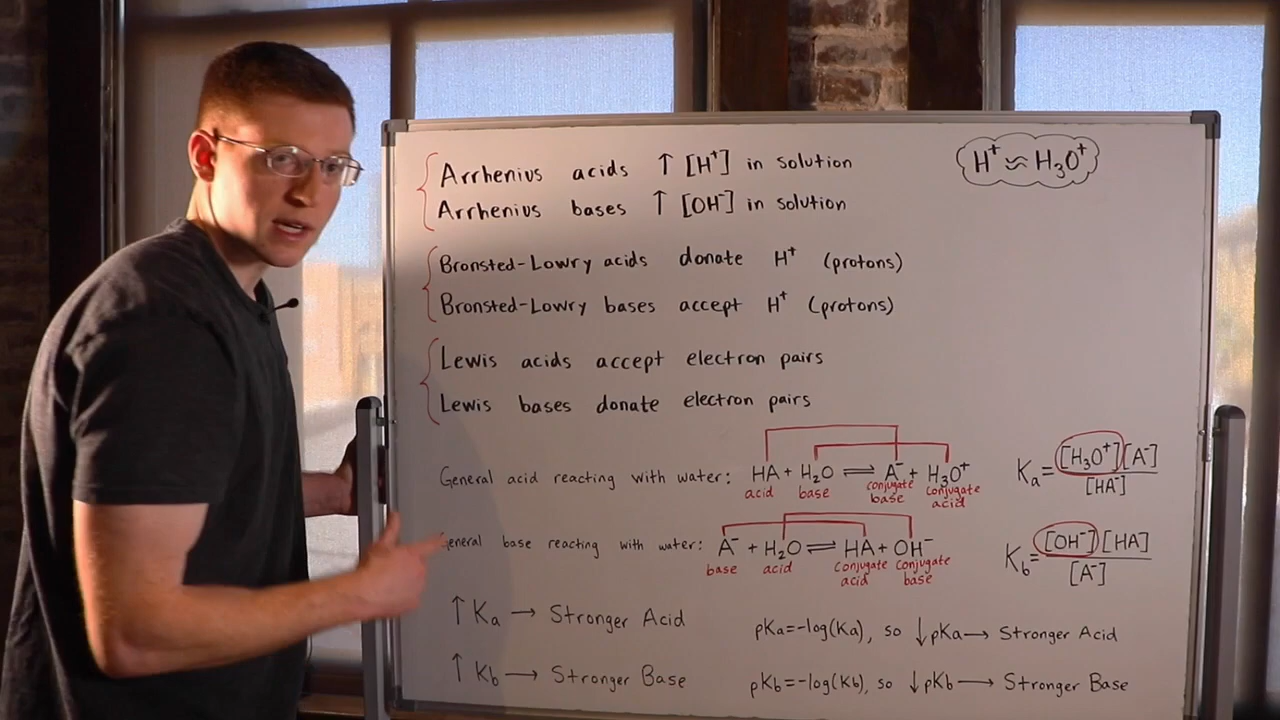 Arrhenius acids ↑ [H⁺] in solution
H⁺ ≈ H₃O⁺
Arrhenius bases ↑ [OH⁻] in solution
Bronsted-Lowry acids donate H⁺ (protons)
Bronsted-Lowry bases accept H⁺ (protons)
Lewis acids accept electron pairs
Lewis bases donate electron pairs
General acid reacting with water: HA + H₂O ⇌ A⁻ + H₃O⁺
acid base conjugate base conjugate acid
Kₐ = [H₃O⁺][A⁻] / [HA⁻]
General base reacting with water: A⁻ + H₂O ⇌ HA + OH⁻
base acid conjugate acid conjugate base
K_b = [OH⁻][HA] / [A⁻]
↑ Kₐ → Stronger Acid
pKa = -log(Ka), so ↓ pKa → Stronger Acid
↑ Kb → Stronger Base
pKb = -log(Kb), so ↓ pKb → Stronger Base